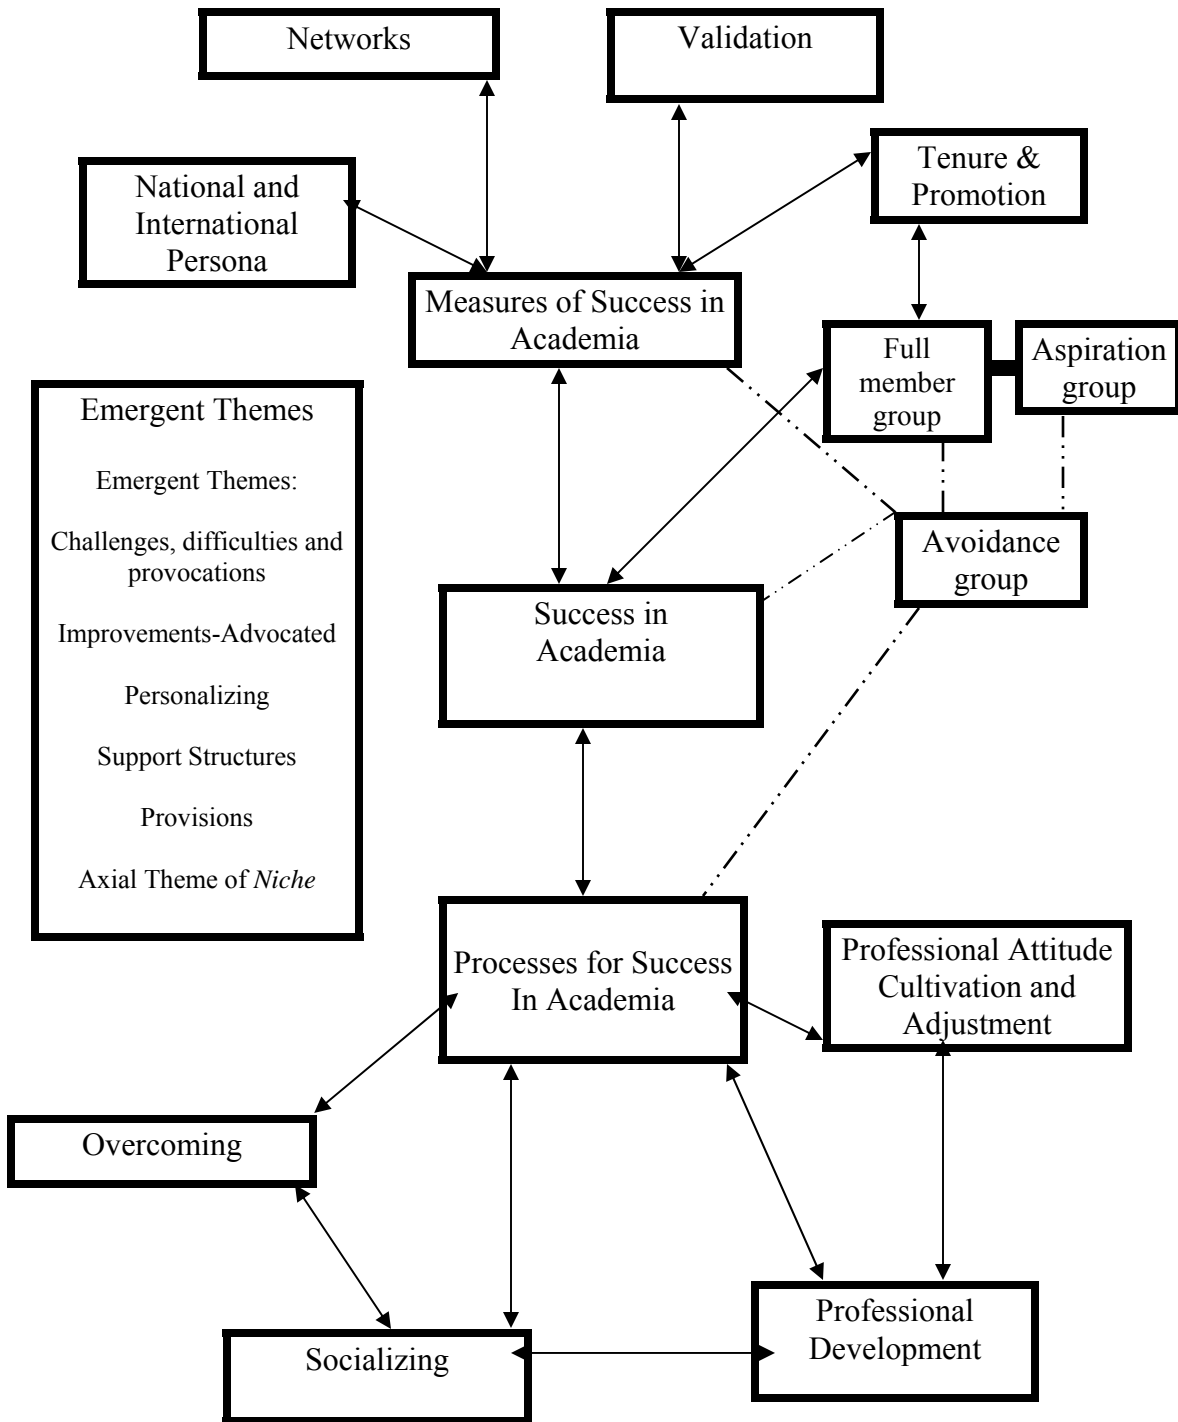 Networks
Validation
Tenure &
Promotion
National and
International
Persona
Measures of Success in
Academia
Full
member
group
Aspiration
group
Emergent Themes
Emergent Themes:
Challenges, difficulties and
provocations
Improvements-Advocated
Personalizing
Support Structures
Provisions
Axial Theme of Niche
Avoidance
group
Success in
Academia
Processes for Success
In Academia
Professional Attitude
Cultivation and
Adjustment
Overcoming
Socializing
Professional
Development